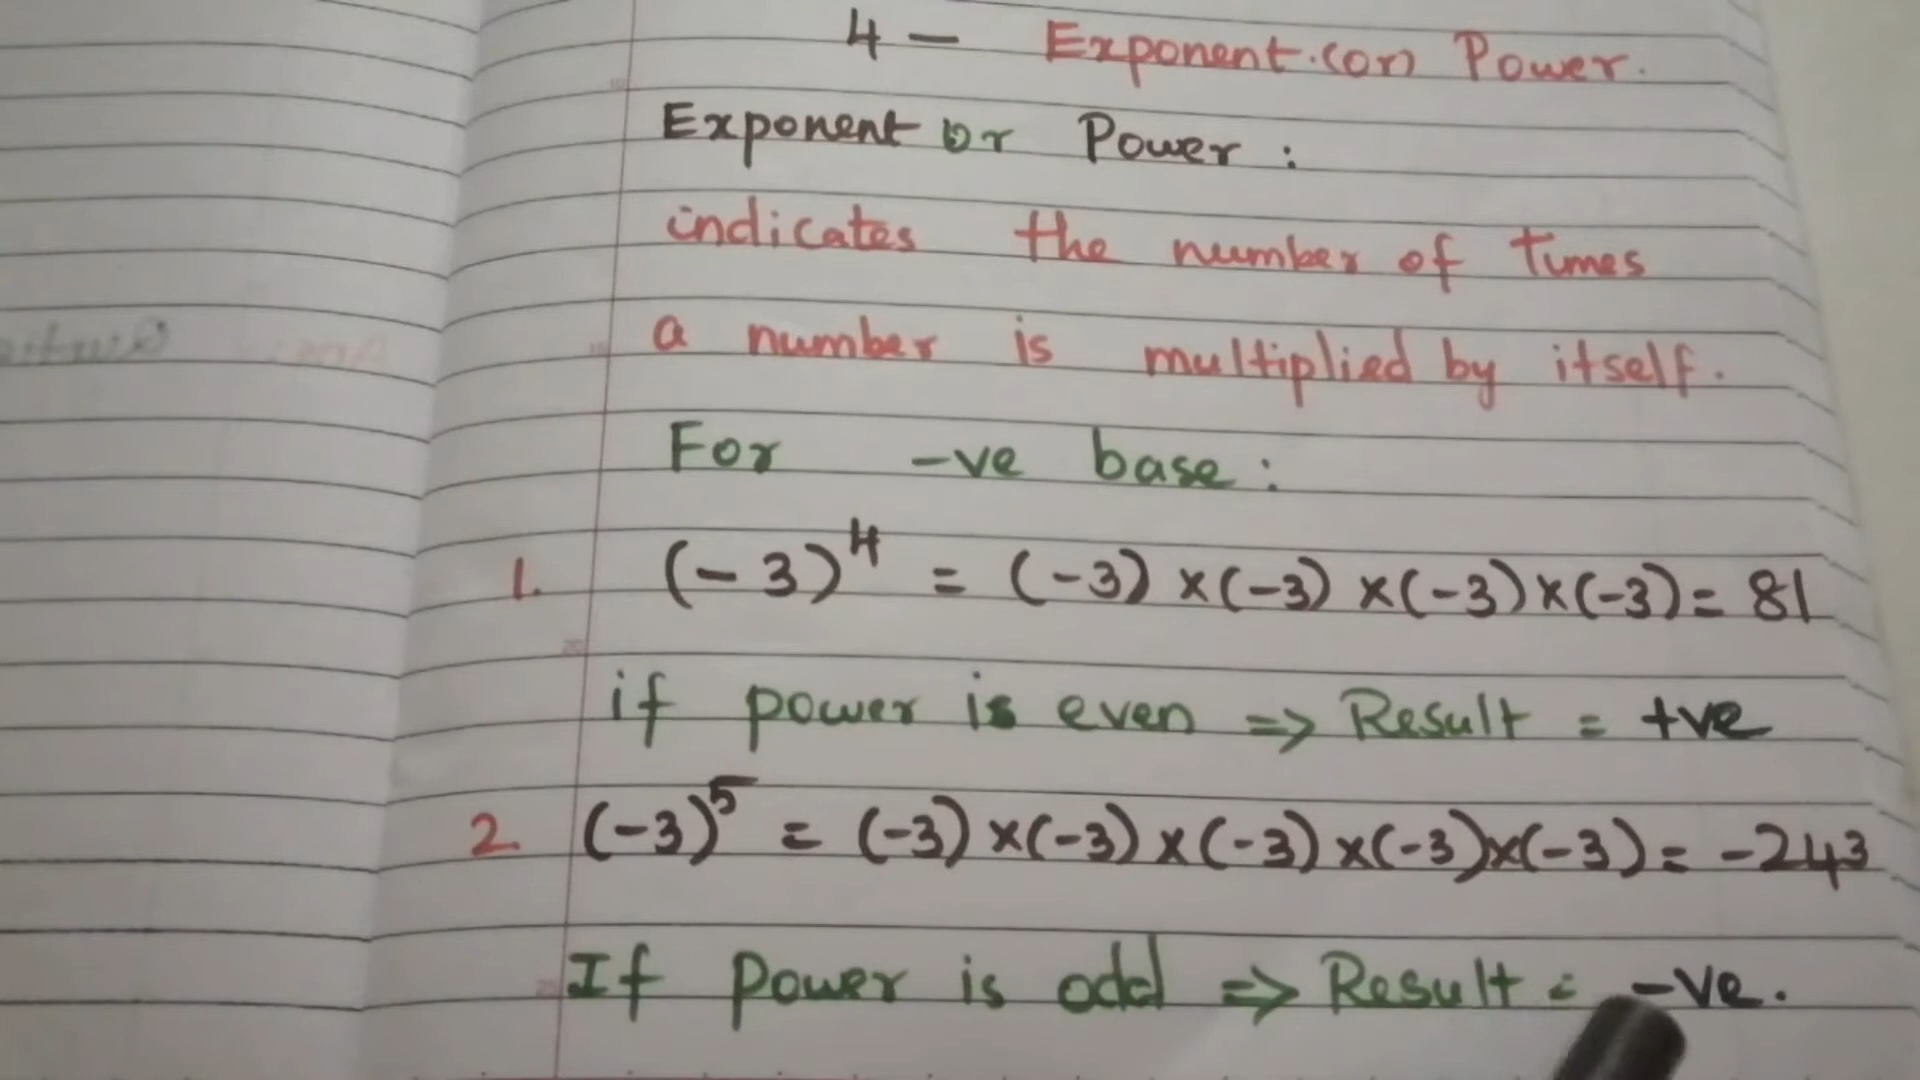 4 - Exponent (or) Power.
Exponent or Power :
indicates the number of times
a number is multiplied by itself.
For -ve base :
1. (-3)⁴ = (-3) ×(-3) ×(-3)×(-3)= 81
if power is even => Result = +ve
2. (-3)⁵ = (-3) ×(-3) ×(-3) ×(-3)×(-3)= -243
If Power is odd => Result = -ve.